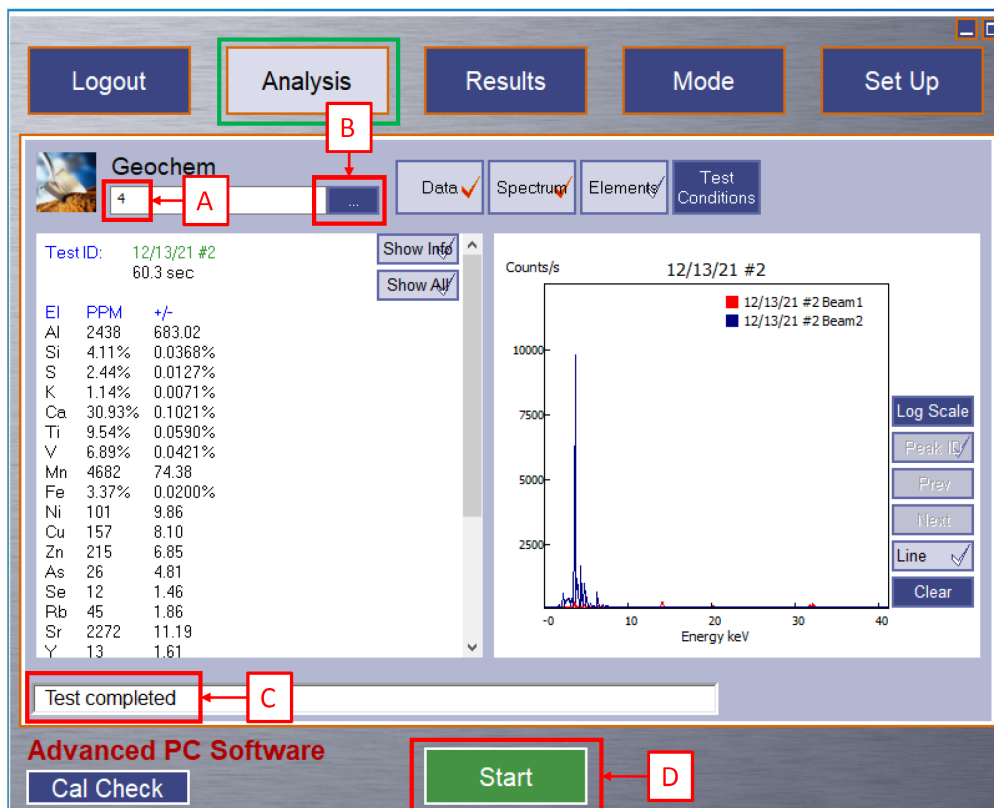 Logout Analysis Results Mode Set Up
B
Geochem
4
A
...
Data Spectrum Elements Test Conditions
Test ID: 12/13/21 #2
60.3 sec
Show Info
Show All
El PPM +/-
Al 2438 683.02
Si 4.11% 0.0368%
S 2.44% 0.0127%
K 1.14% 0.0071%
Ca 30.93% 0.1021%
Ti 9.54% 0.0590%
V 6.89% 0.0421%
Mn 4682 74.38
Fe 3.37% 0.0200%
Ni 101 9.86
Cu 157 8.10
Zn 215 6.85
As 26 4.81
Se 12 1.46
Rb 45 1.86
Sr 2272 11.19
Y 13 1.61
Counts/s
12/13/21 #2
12/13/21 #2 Beam1
12/13/21 #2 Beam2
10000
7500
5000
2500
-0 10 20 30 40
Energy keV
Log Scale
Peak ID
Prev
Next
Line
Clear
Test completed
C
Advanced PC Software
Cal Check
Start
D